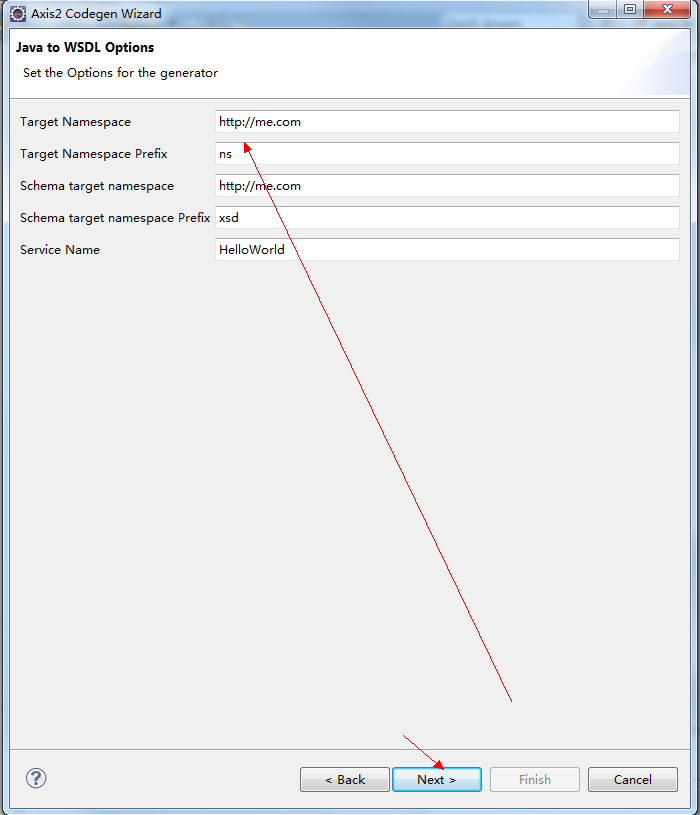 Axis2 Codegen Wizard
Java to WSDL Options
Set the Options for the generator
Target Namespace http://me.com
Target Namespace Prefix ns
Schema target namespace http://me.com
Schema target namespace Prefix xsd
Service Name HelloWorld
? < Back Next > Finish Cancel